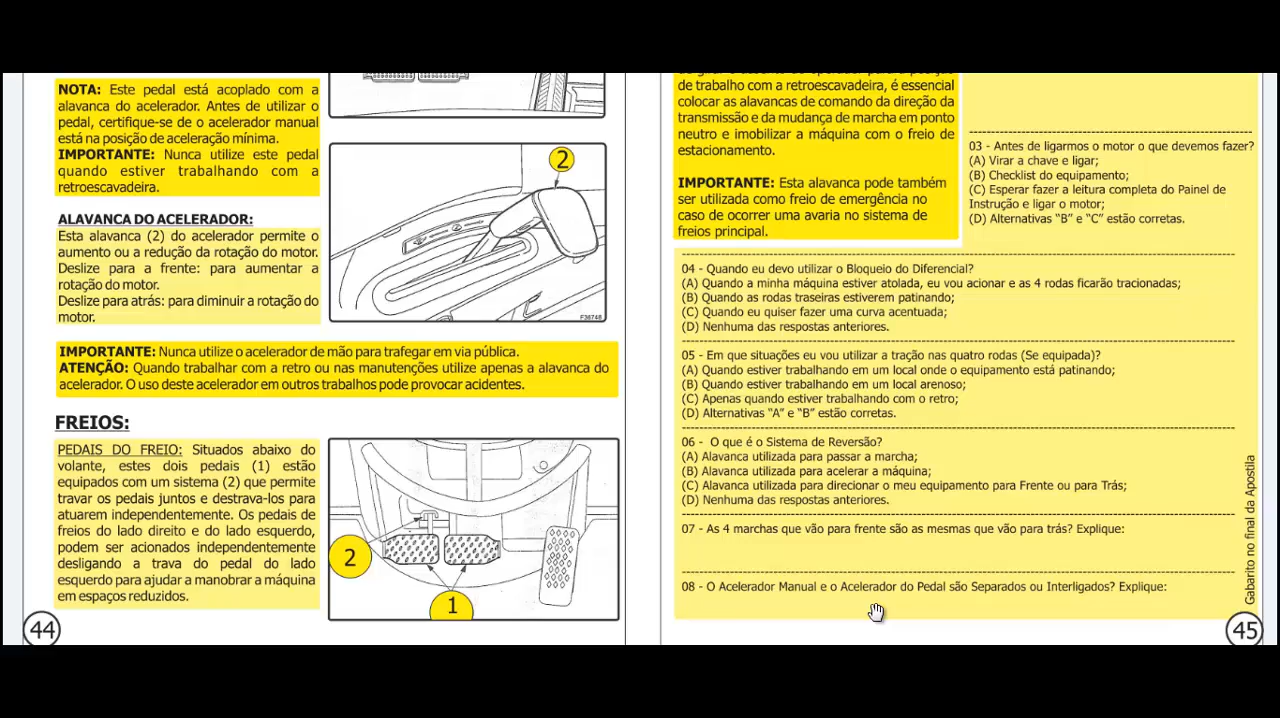 NOTA: Este pedal está acoplado com a
alavanca do acelerador. Antes de utilizar o
pedal, certifique-se de o acelerador manual
está na posição de aceleração mínima.
IMPORTANTE: Nunca utilize este pedal
quando estiver trabalhando com a
retroescavadeira.
ALAVANCA DO ACELERADOR:
Esta alavanca (2) do acelerador permite o
aumento ou a redução da rotação do motor.
Deslize para a frente: para aumentar a
rotação do motor.
Deslize para atrás: para diminuir a rotação do
motor.
2
F36748
IMPORTANTE: Nunca utilize o acelerador de mão para trafegar em via pública.
ATENÇÃO: Quando trabalhar com a retro ou nas manutenções utilize apenas a alavanca do
acelerador. O uso deste acelerador em outros trabalhos pode provocar acidentes.
FREIOS:
PEDAIS DO FREIO: Situados abaixo do
volante, estes dois pedais (1) estão
equipados com um sistema (2) que permite
travar os pedais juntos e destrava-los para
atuarem independentemente. Os pedais de
freios do lado direito e do lado esquerdo,
podem ser acionados independentemente
desligando a trava do pedal do lado
esquerdo para ajudar a manobrar a máquina
em espaços reduzidos.
2
1
44
de trabalho com a retroescavadeira, é essencial
colocar as alavancas de comando da direção da
transmissão e da mudança de marcha em ponto
neutro e imobilizar a máquina com o freio de
estacionamento.
IMPORTANTE: Esta alavanca pode também
ser utilizada como freio de emergência no
caso de ocorrer uma avaria no sistema de
freios principal.
03 - Antes de ligarmos o motor o que devemos fazer?
(A) Virar a chave e ligar;
(B) Checklist do equipamento;
(C) Esperar fazer a leitura completa do Painel de
Instrução e ligar o motor;
(D) Alternativas “B” e “C” estão corretas.
04 - Quando eu devo utilizar o Bloqueio do Diferencial?
(A) Quando a minha máquina estiver atolada, eu vou acionar e as 4 rodas ficarão tracionadas;
(B) Quando as rodas traseiras estiverem patinando;
(C) Quando eu quiser fazer uma curva acentuada;
(D) Nenhuma das respostas anteriores.
05 - Em que situações eu vou utilizar a tração nas quatro rodas (Se equipada)?
(A) Quando estiver trabalhando em um local onde o equipamento está patinando;
(B) Quando estiver trabalhando em um local arenoso;
(C) Apenas quando estiver trabalhando com o retro;
(D) Alternativas “A” e “B” estão corretas.
06 - O que é o Sistema de Reversão?
(A) Alavanca utilizada para passar a marcha;
(B) Alavanca utilizada para acelerar a máquina;
(C) Alavanca utilizada para direcionar o meu equipamento para Frente ou para Trás;
(D) Nenhuma das respostas anteriores.
07 - As 4 marchas que vão para frente são as mesmas que vão para trás? Explique:
08 - O Acelerador Manual e o Acelerador do Pedal são Separados ou Interligados? Explique:
Gabarito no final da Apostila
45